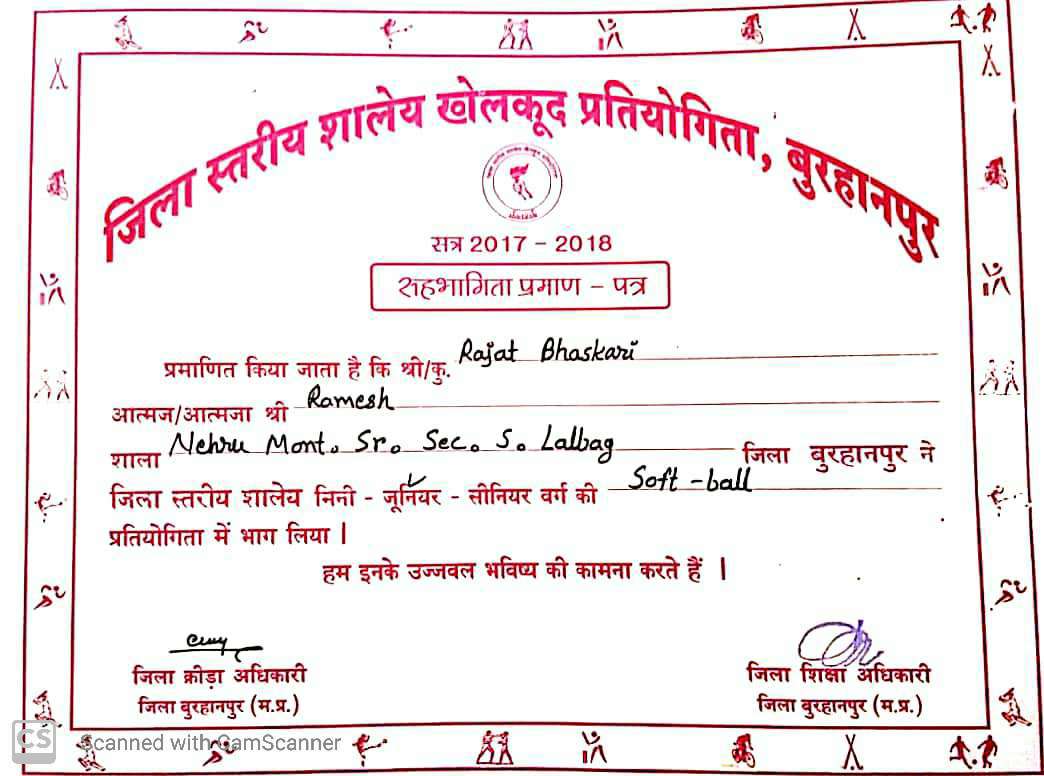 जिला स्तरीय शालेय खेलकूद प्रतियोगिता, बुरहानपुर
सत्र 2017 - 2018
सहभागिता प्रमाण - पत्र
प्रमाणित किया जाता है कि श्री/कु. Rajat Bhaskari
आत्मज/आत्मजा श्री Ramesh
शाला Nehru Mont. Sr. Sec. S. Lalbag जिला बुरहानपुर ने
जिला स्तरीय शालेय मिनी - जूनियर - सीनियर वर्ग की Soft-ball
प्रतियोगिता में भाग लिया |
हम इनके उज्जवल भविष्य की कामना करते हैं |
जिला क्रीड़ा अधिकारी
जिला बुरहानपुर (म.प्र.)
जिला शिक्षा अधिकारी
जिला बुरहानपुर (म.प्र.)
CS Scanned with CamScanner